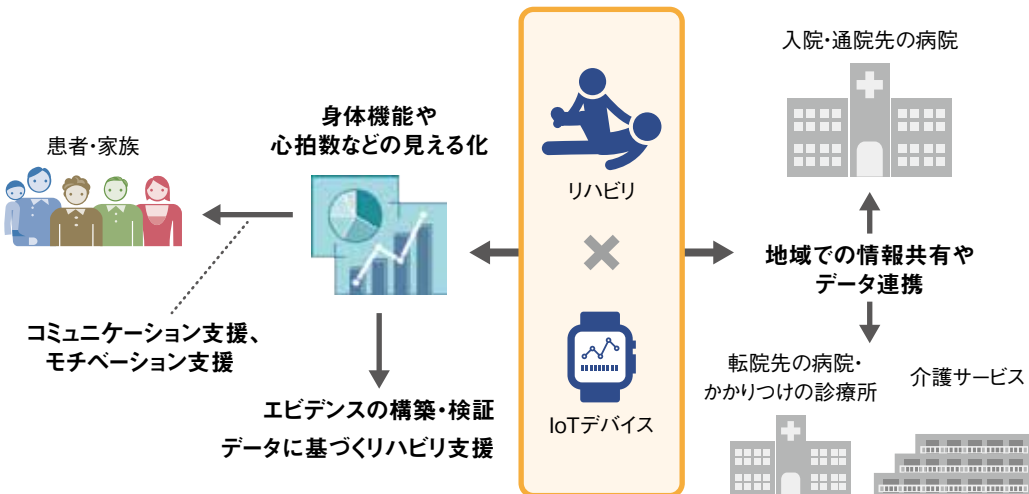 患者・家族
身体機能や
心拍数などの見える化
コミュニケーション支援、
モチベーション支援
エビデンスの構築・検証
データに基づくリハビリ支援
リハビリ
×
IoTデバイス
入院・通院先の病院
地域での情報共有や
データ連携
転院先の病院・
かかりつけの診療所
介護サービス